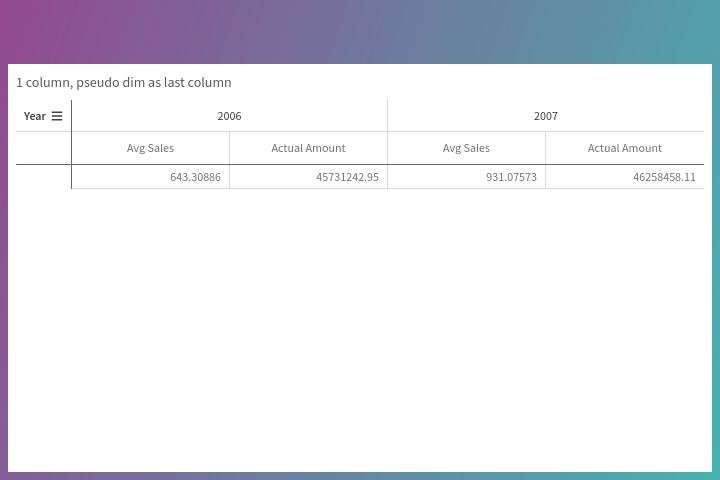 1 column, pseudo dim as last column
Year 2006 2007
Avg Sales Actual Amount Avg Sales Actual Amount
643.30886 45731242.95 931.07573 46258458.11